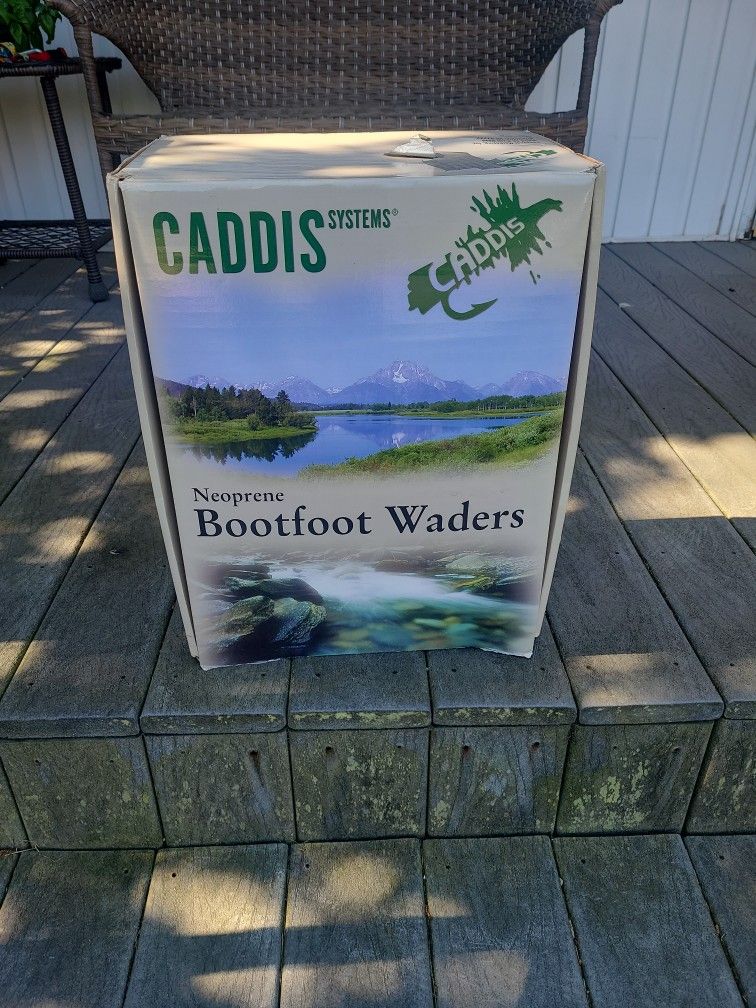 CADDIS SYSTEMS®
CADDIS
Neoprene
Bootfoot Waders